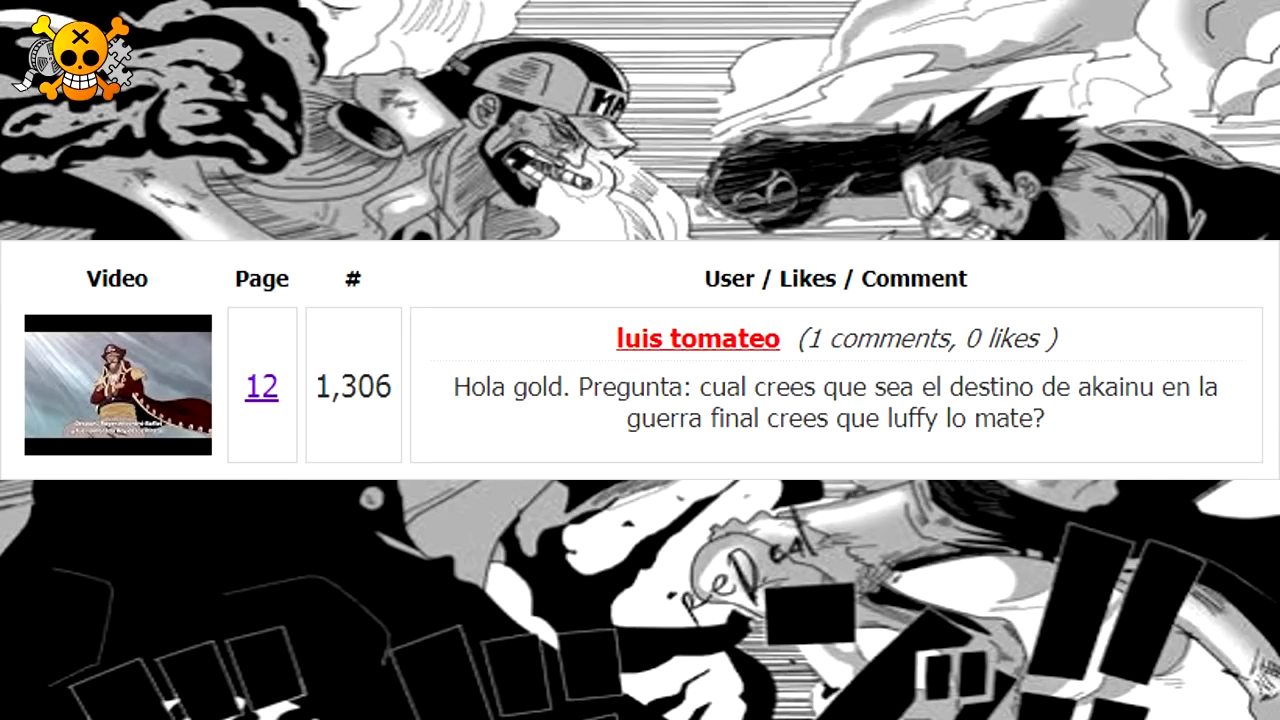 MA
Video Page # User / Likes / Comment
luis tomateo (1 comments, 0 likes )
12 1,306
Hola gold. Pregunta: cual crees que sea el destino de akainu en la
guerra final crees que luffy lo mate?